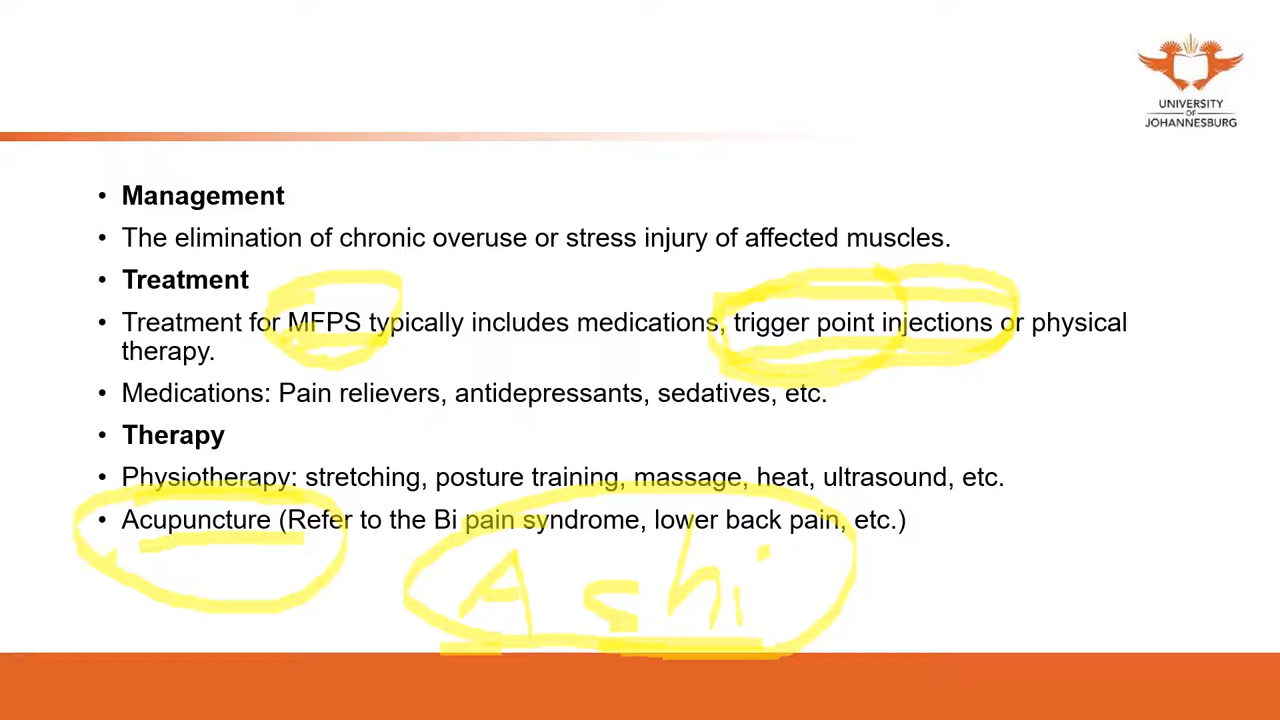 UNIVERSITY
OF
JOHANNESBURG
• Management
• The elimination of chronic overuse or stress injury of affected muscles.
• Treatment
• Treatment for MFPS typically includes medications, trigger point injections or physical
therapy.
• Medications: Pain relievers, antidepressants, sedatives, etc.
• Therapy
• Physiotherapy: stretching, posture training, massage, heat, ultrasound, etc.
• Acupuncture (Refer to the Bi pain syndrome, lower back pain, etc.)
Ashi